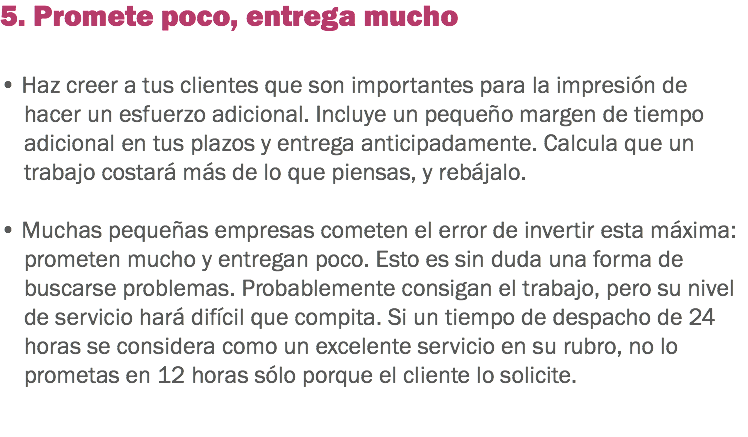 5. Promete poco, entrega mucho
• Haz creer a tus clientes que son importantes para la impresión de
hacer un esfuerzo adicional. Incluye un pequeño margen de tiempo
adicional en tus plazos y entrega anticipadamente. Calcula que un
trabajo costará más de lo que piensas, y rebájalo.
• Muchas pequeñas empresas cometen el error de invertir esta máxima:
prometen mucho y entregan poco. Esto es sin duda una forma de
buscarse problemas. Probablemente consigan el trabajo, pero su nivel
de servicio hará difícil que compita. Si un tiempo de despacho de 24
horas se considera como un excelente servicio en su rubro, no lo
prometas en 12 horas sólo porque el cliente lo solicite.